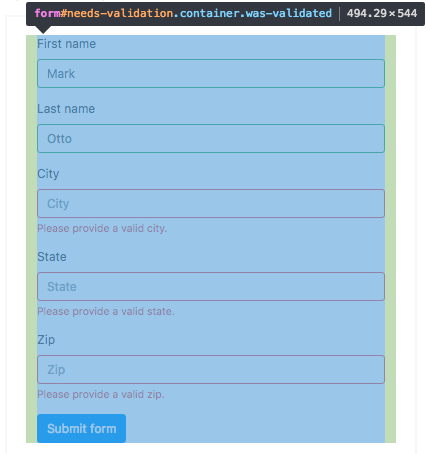 form#needs-validation.container.was-validated | 494.29×544
First name
Mark
Last name
Otto
City
City
Please provide a valid city.
State
State
Please provide a valid state.
Zip
Zip
Please provide a valid zip.
Submit form